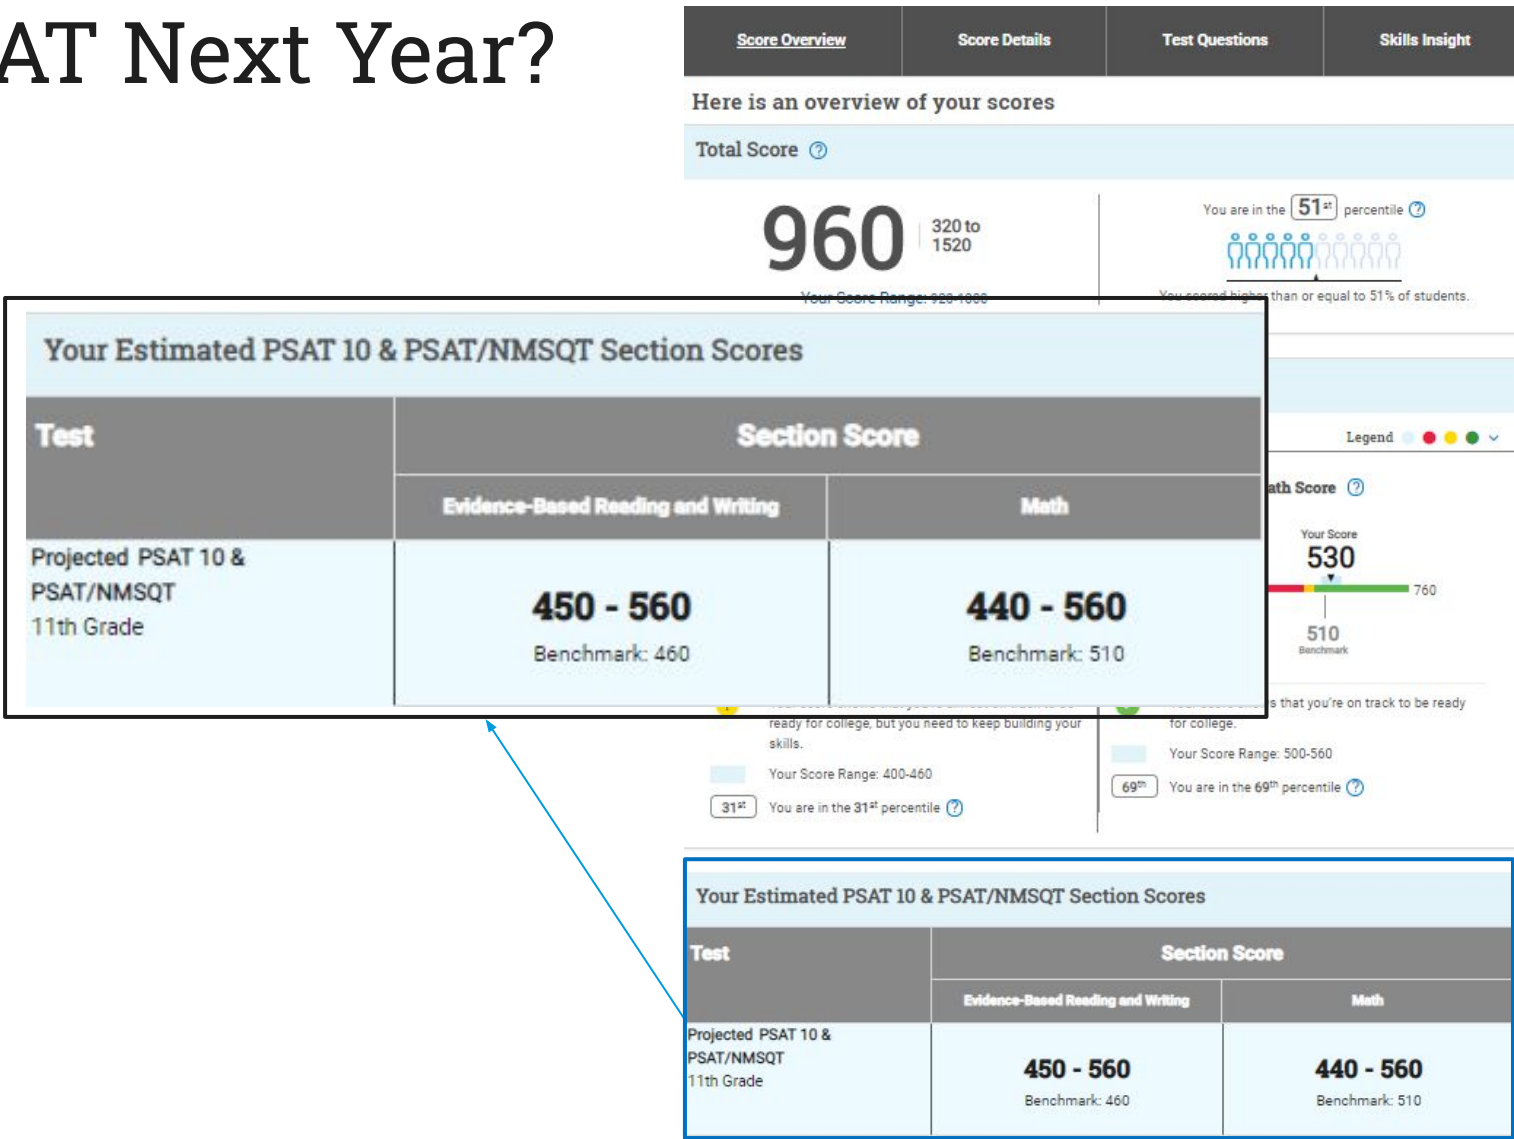 AT Next Year?
Score Overview
Score Details
Test Questions
Skills Insight
Here is an overview of your scores
Total Score ?
960
320 to
1520
You are in the 51st percentile ?
Your Score Range: 920-1000
You scored higher than or equal to 51% of students.
Your Estimated PSAT 10 & PSAT/NMSQT Section Scores
Test
Section Score
Evidence-Based Reading and Writing
Math
Projected PSAT 10 &
PSAT/NMSQT
11th Grade
450 - 560
Benchmark: 460
440 - 560
Benchmark: 510
Legend
ath Score ?
Your Score
530
760
510
Benchmark
ready for college, but you need to keep building your
skills.
Your Score Range: 400-460
31st
You are in the 31st percentile ?
s that you're on track to be ready
for college.
Your Score Range: 500-560
69th
You are in the 69th percentile ?
Your Estimated PSAT 10 & PSAT/NMSQT Section Scores
Test
Section Score
Evidence-Based Reading and Writing
Math
Projected PSAT 10 &
PSAT/NMSQT
11th Grade
450 - 560
Benchmark: 460
440 - 560
Benchmark: 510